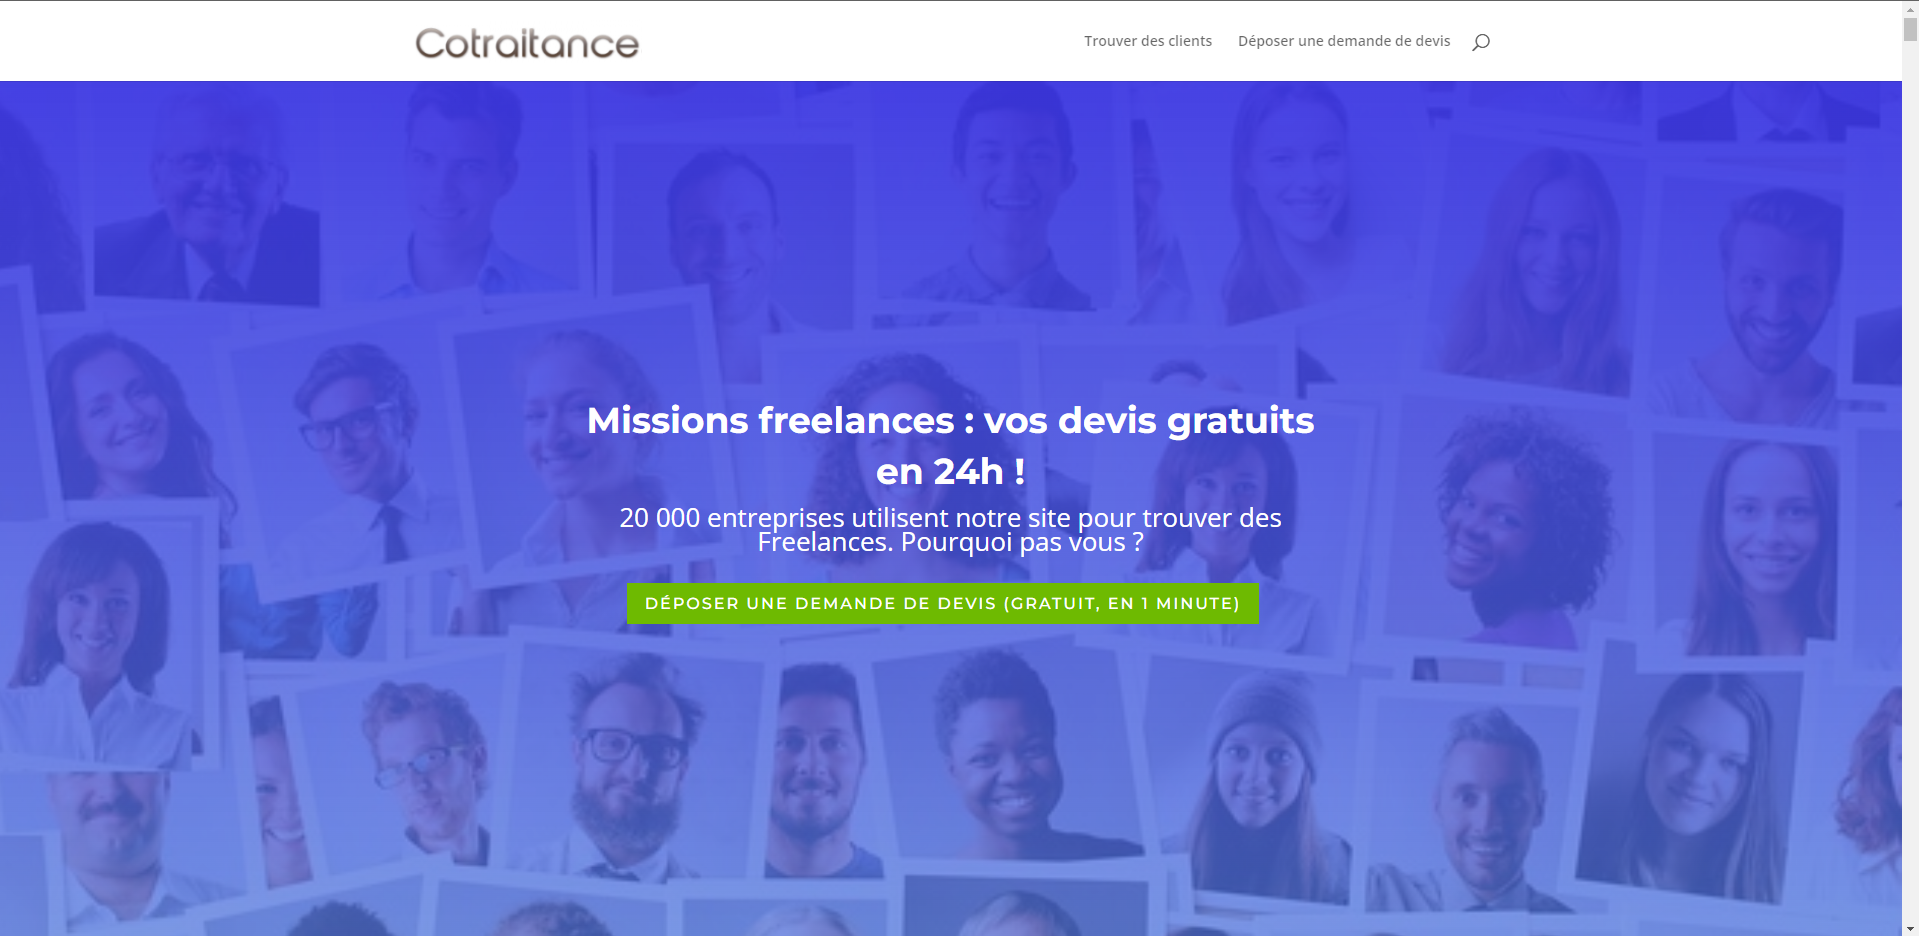 Cotraitance
Trouver des clients
Déposer une demande de devis
Missions freelances : vos devis gratuits
en 24h !
20 000 entreprises utilisent notre site pour trouver des
Freelances. Pourquoi pas vous ?
DÉPOSER UNE DEMANDE DE DEVIS (GRATUIT, EN 1 MINUTE)